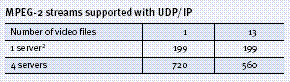 MPEG-2 streams supported with UDP/IP
Number of video files 1 13
1 server² 199 199
4 servers 720 560